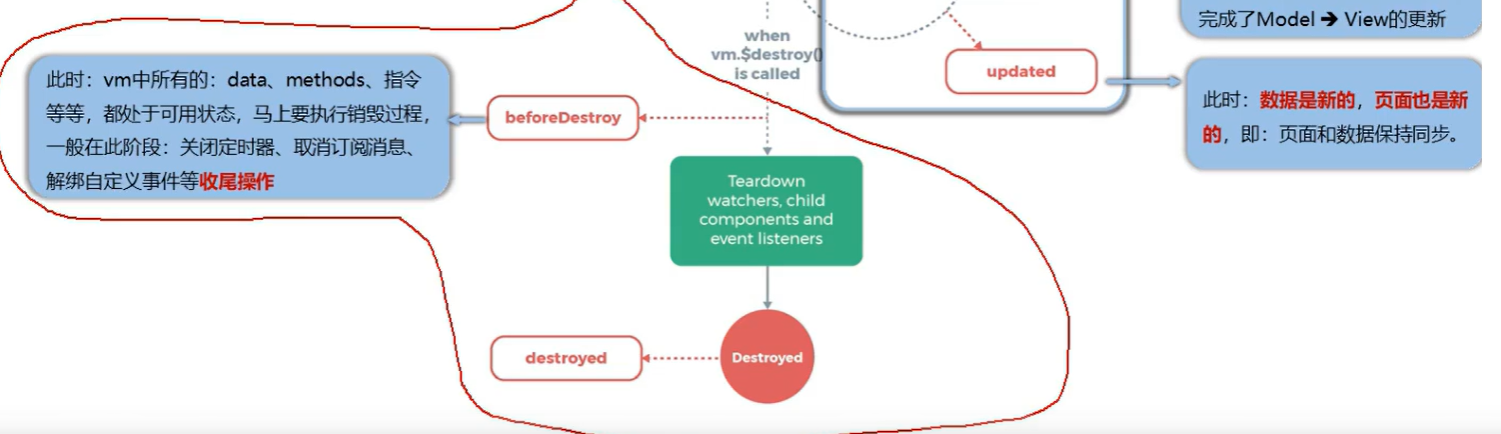 完成了Model ➔ View的更新
when
vm.$destroy()
is called
updated
此时：vm中所有的：data、methods、指令
等等，都处于可用状态，马上要执行销毁过程，
一般在此阶段：关闭定时器、取消订阅消息、
解绑自定义事件等收尾操作
beforeDestroy
此时：数据是新的，页面也是新
的，即：页面和数据保持同步。
Teardown
watchers, child
components and
event listeners
destroyed
Destroyed